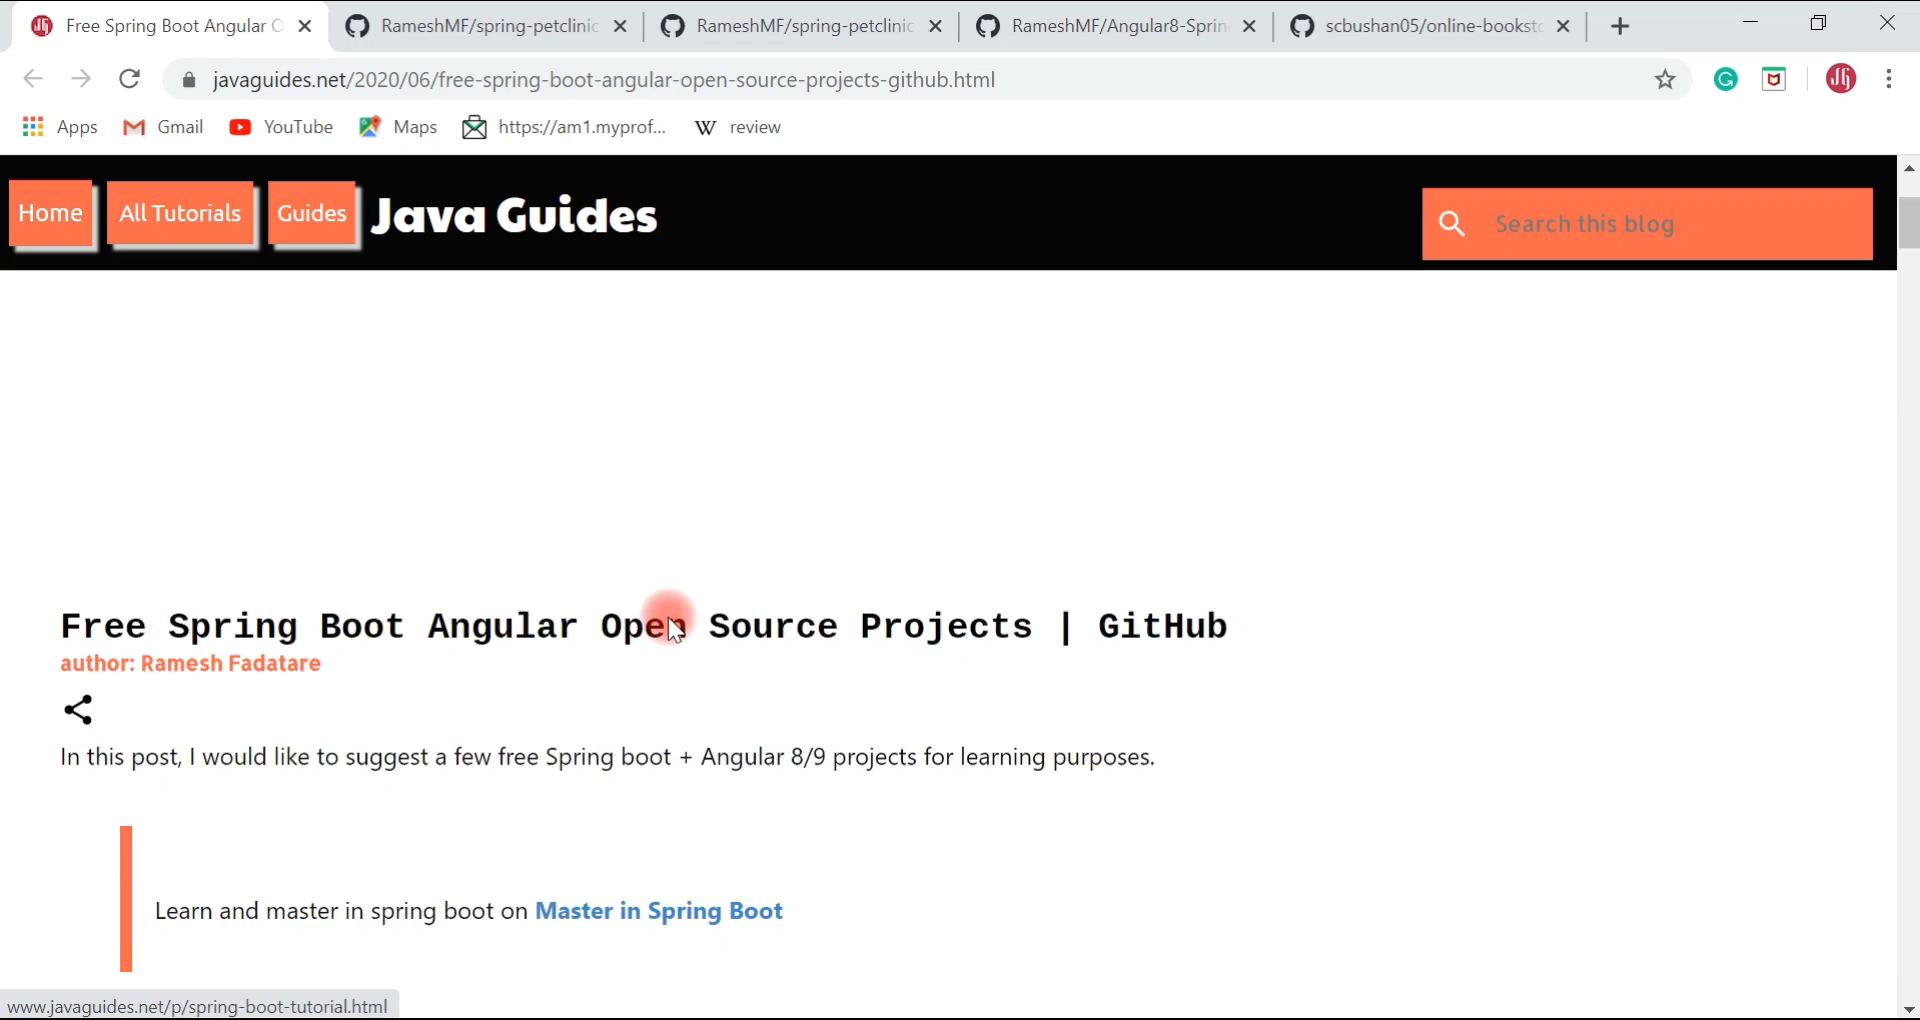 Free Spring Boot Angular O
RameshMF/spring-petclinic
RameshMF/spring-petclinic
RameshMF/Angular8-Sprin
scbushan05/online-booksto
javaguides.net/2020/06/free-spring-boot-angular-open-source-projects-github.html
Apps
Gmail
YouTube
Maps
https://am1.myprof...
W review
Home
All Tutorials
Guides
Java Guides
Search this blog
Free Spring Boot Angular Open Source Projects | GitHub
author: Ramesh Fadatare
In this post, I would like to suggest a few free Spring boot + Angular 8/9 projects for learning purposes.
Learn and master in spring boot on Master in Spring Boot
www.javaguides.net/p/spring-boot-tutorial.html